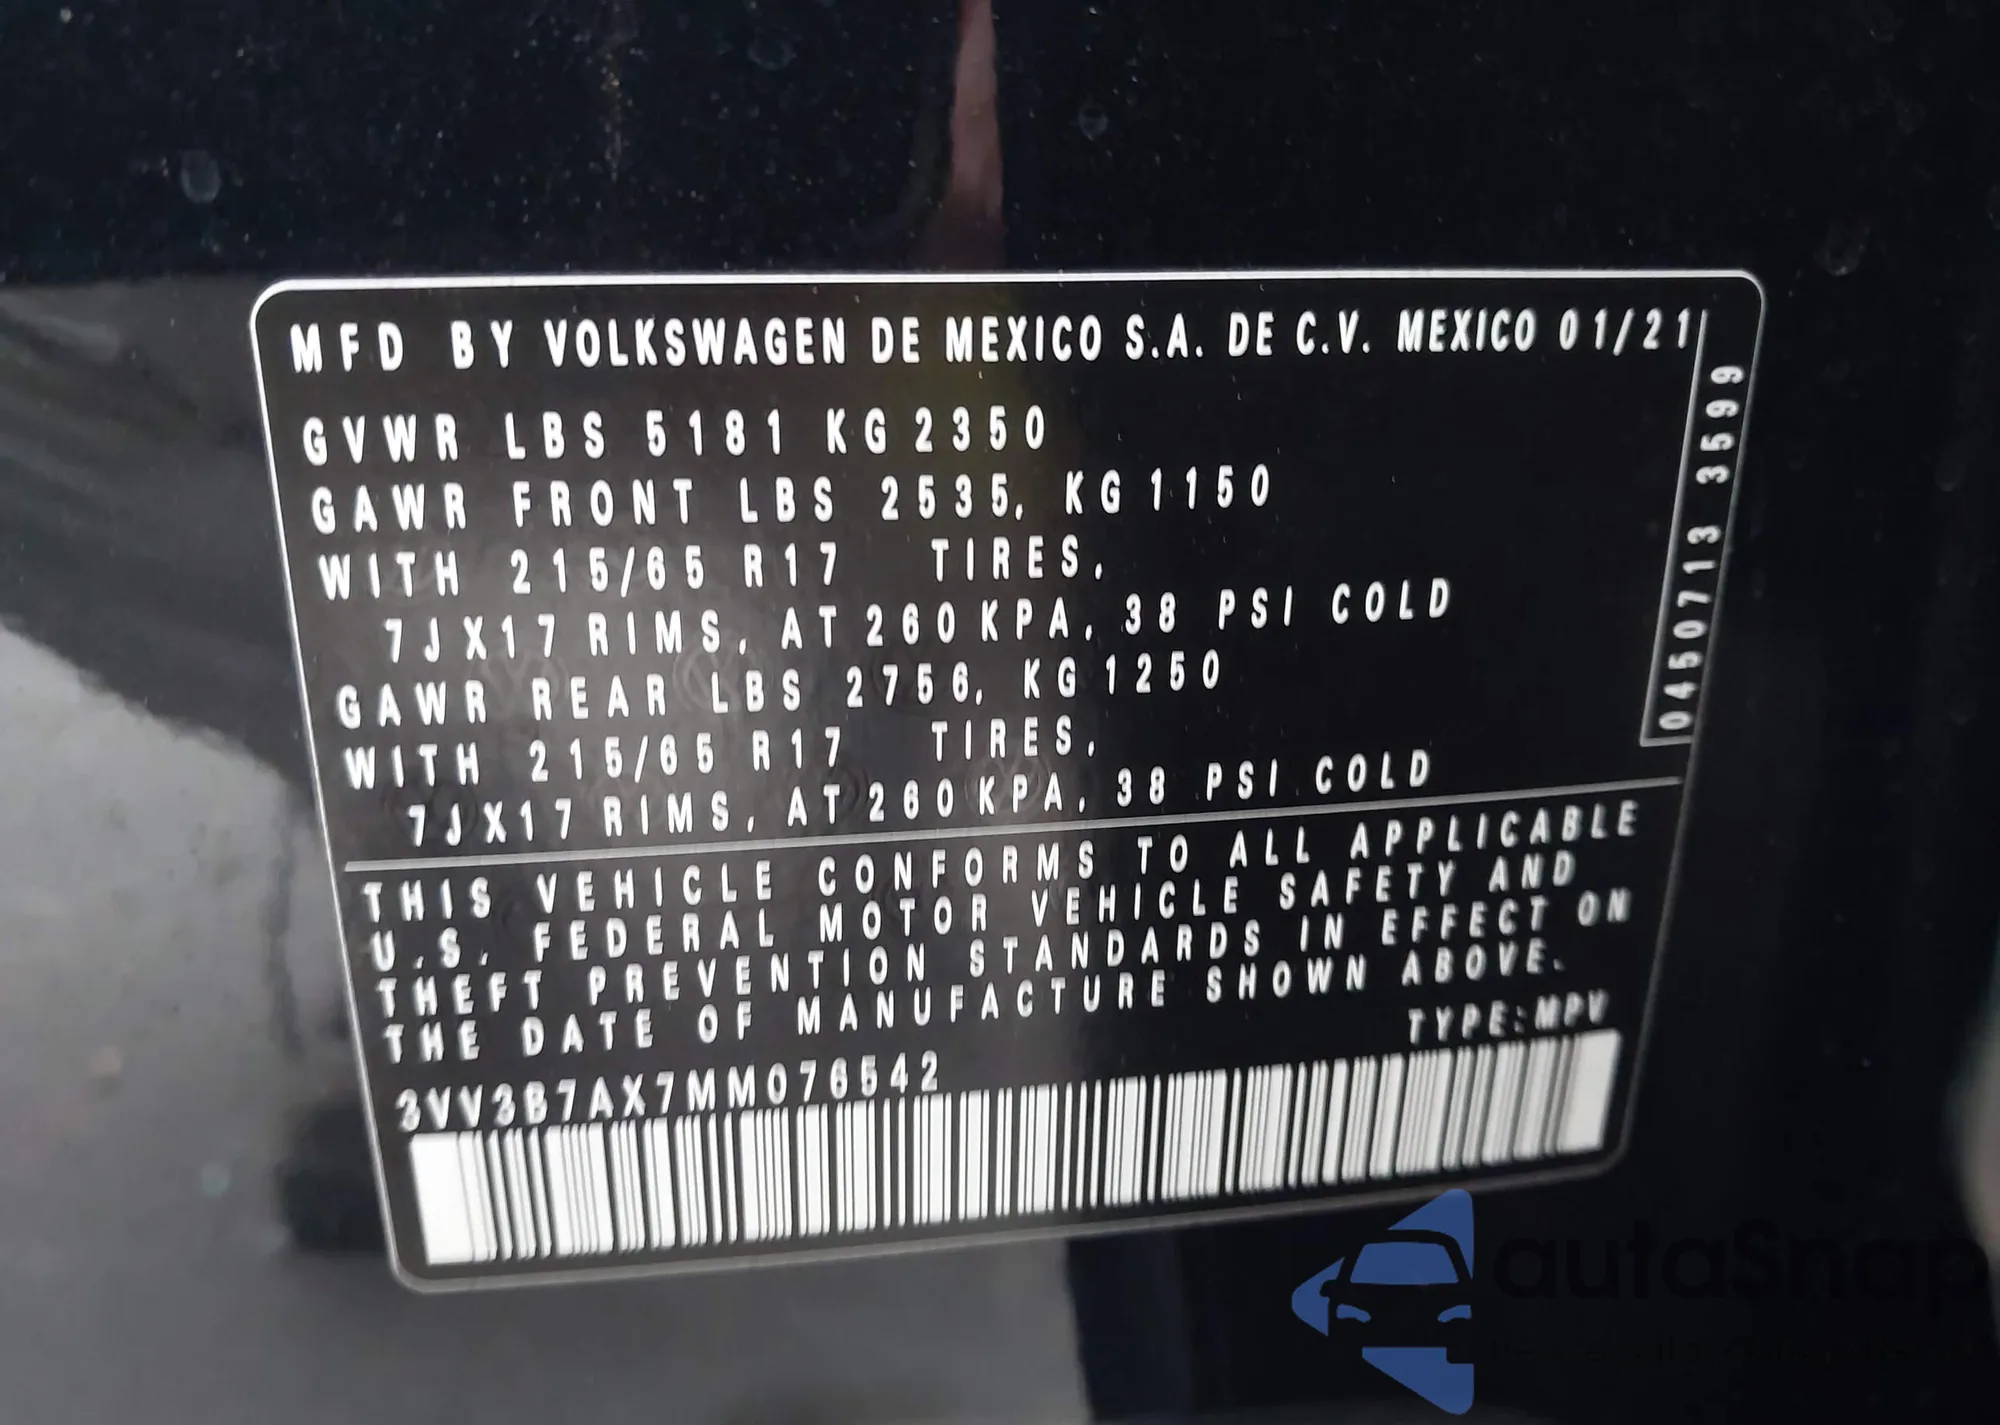 MFD BY VOLKSWAGEN DE MEXICO S.A. DE C.V. MEXICO 01/21
GVWR LBS 5181 KG 2350
GAWR FRONT LBS 2535, KG 1150
WITH 215/65 R17 TIRES,
7JX17 RIMS, AT 260 KPA, 38 PSI COLD
GAWR REAR LBS 2756, KG 1250
WITH 215/65 R17 TIRES,
7JX17 RIMS, AT 260 KPA, 38 PSI COLD
0450713 3599
THIS VEHICLE CONFORMS TO ALL APPLICABLE
U.S. FEDERAL MOTOR VEHICLE SAFETY AND
THEFT PREVENTION STANDARDS IN EFFECT ON
THE DATE OF MANUFACTURE SHOWN ABOVE.
TYPE:MPV
3VV3B7AX7MM076542
autaSnap